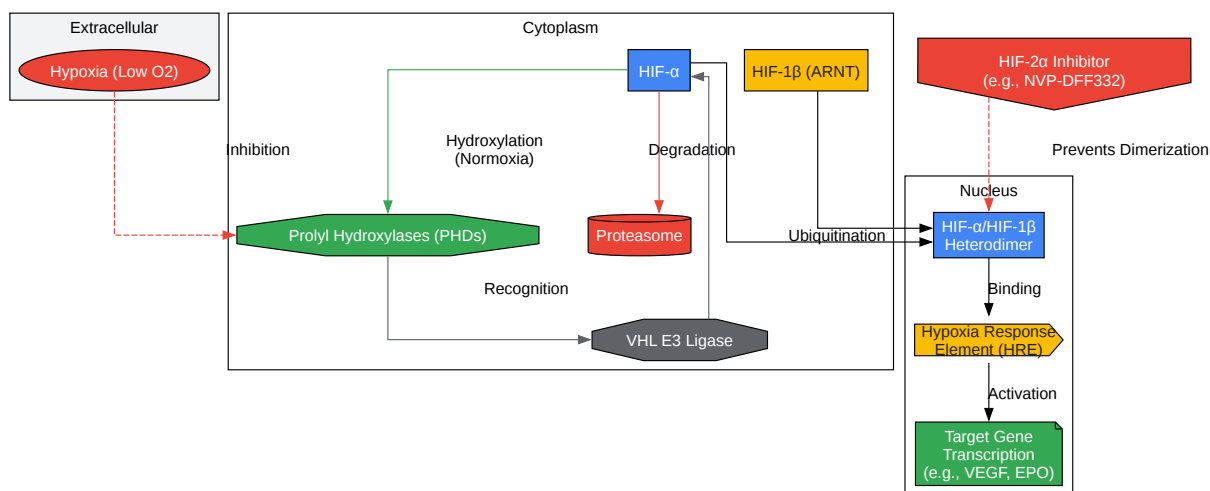 Extracellular
Hypoxia (Low O2)
Cytoplasm
HIF-α
HIF-1β (ARNT)
HIF-2α Inhibitor
(e.g., NVP-DFF332)
Inhibition
Hydroxylation
(Normoxia)
Degradation
Prevents Dimerization
Nucleus
Prolyl Hydroxylases (PHDs)
Proteasome
Ubiquitination
HIF-α/HIF-1β
Heterodimer
Recognition
Binding
VHL E3 Ligase
Hypoxia Response
Element (HRE)
Activation
Target Gene
Transcription
(e.g., VEGF, EPO)